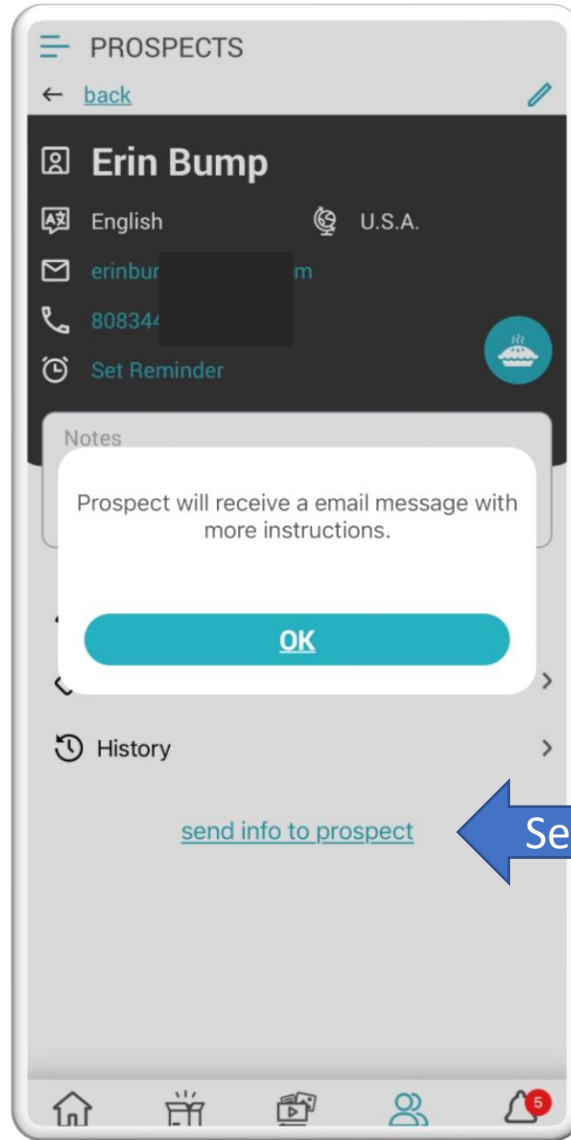 PROSPECTS
back
Erin Bump
English U.S.A.
erinbur m
80834
Set Reminder
Notes
Prospect will receive a email message with
more instructions.
OK
History
send info to prospect
Se
5